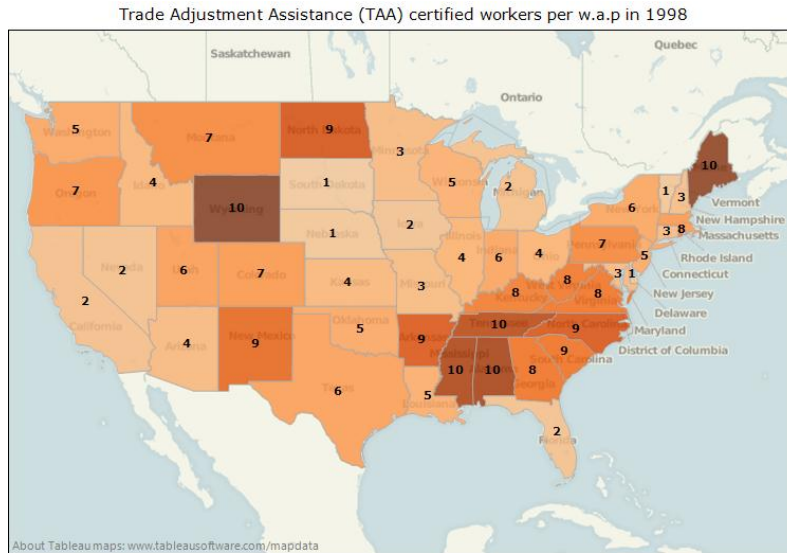 Trade Adjustment Assistance (TAA) certified workers per w.a.p in 1998
Quebec
Saskatchewan
Ontario
Washington 5
Montana 7
North Dakota 9
Minnesota 3
10
Oregon 7
Idaho 4
Wyoming 10
South Dakota 1
Wisconsin 5
Michigan 2
New York 6
1
3
Vermont
New Hampshire
Massachusetts
3
8
Rhode Island
Connecticut
New Jersey
Delaware
Maryland
District of Columbia
Nebraska 1
Iowa 2
Nevada 2
Utah 6
Colorado 7
Kansas 4
Missouri 3
Illinois 4
Indiana 6
Ohio 4
Pennsylvani 7
5
3
1
West Virginia 8
Virginia 8
Kentucky 8
California 2
Arizona 4
New Mexico 9
Oklahoma 5
Arkansas 9
Tennessee 10
North Carolina 9
South Carolina 9
Texas 6
Louisiana 5
Mississippi 10
Alabama 10
Georgia 8
Florida 2
About Tableau maps: www.tableausoftware.com/mapdata